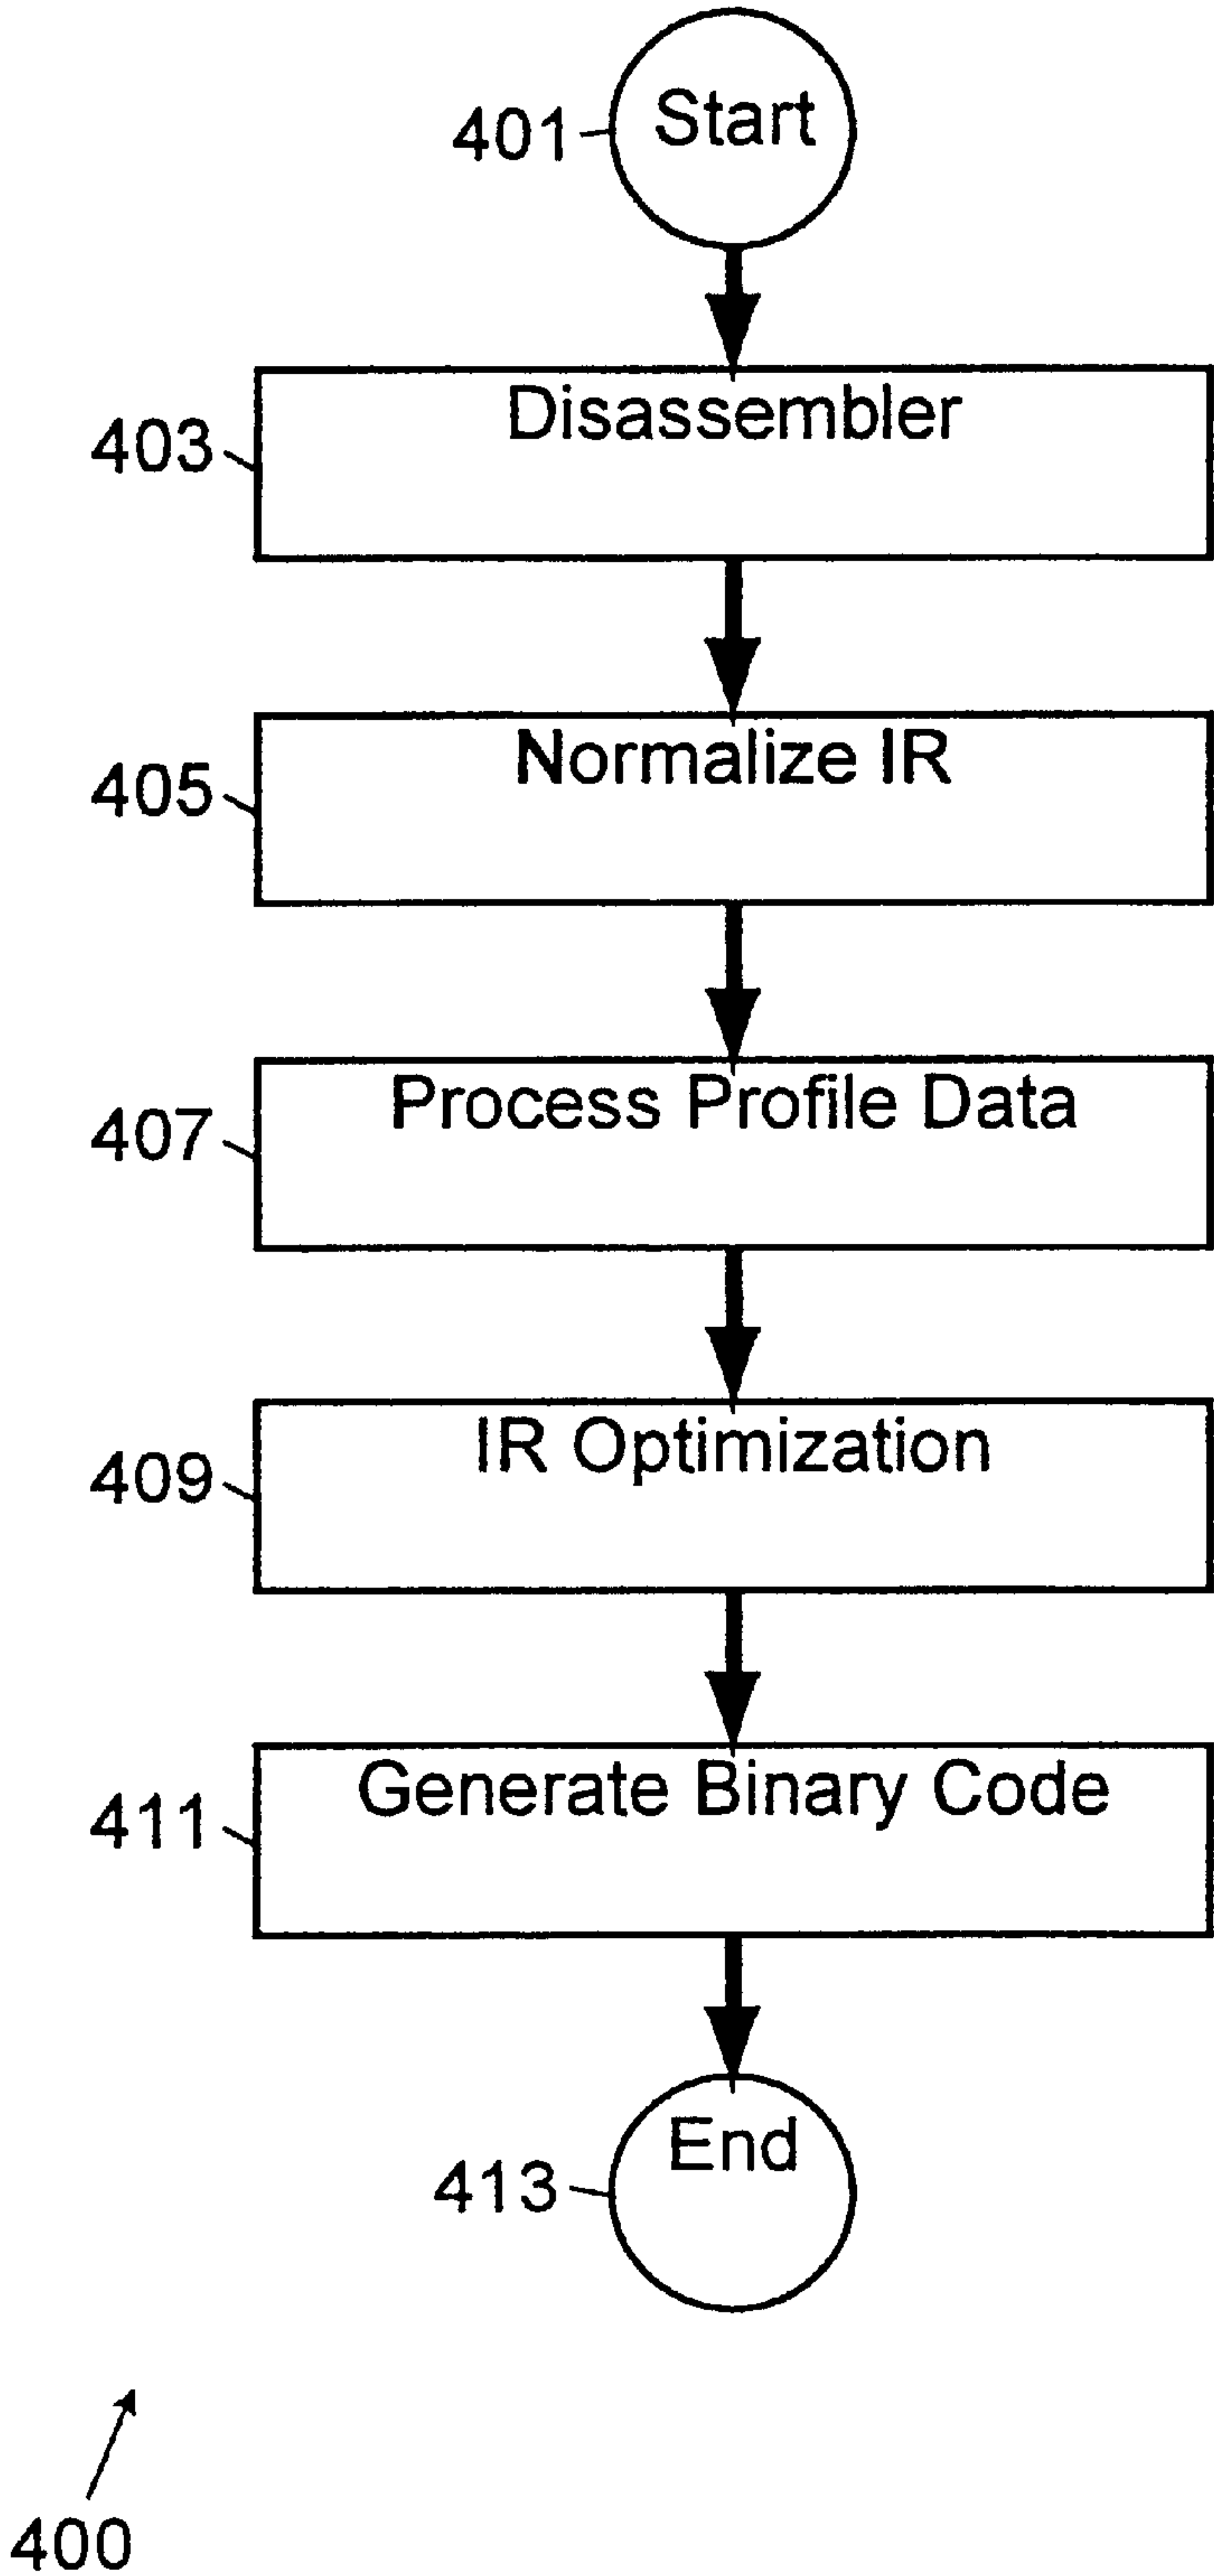 Start
401
Disassembler
403
Normalize IR
405
Process Profile Data
407
IR Optimization
409
Generate Binary Code
411
End
413
400